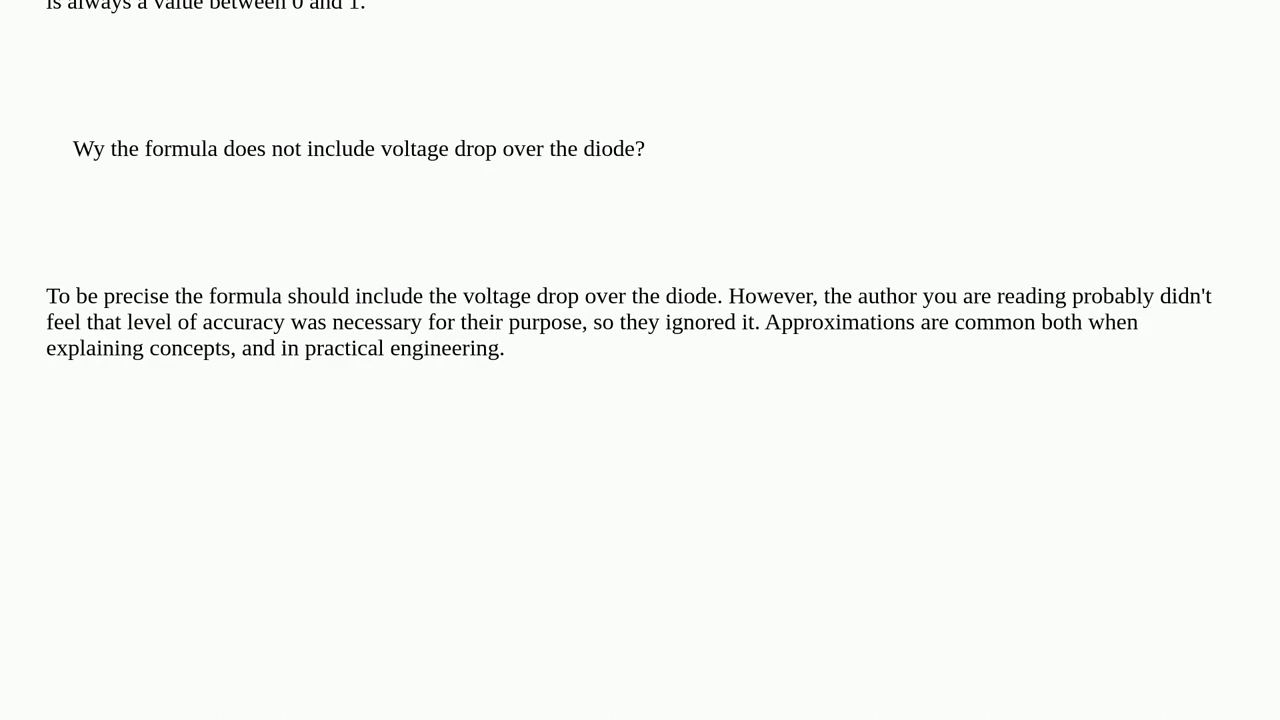 is always a value between 0 and 1.
Wy the formula does not include voltage drop over the diode?
To be precise the formula should include the voltage drop over the diode. However, the author you are reading probably didn't
feel that level of accuracy was necessary for their purpose, so they ignored it. Approximations are common both when
explaining concepts, and in practical engineering.